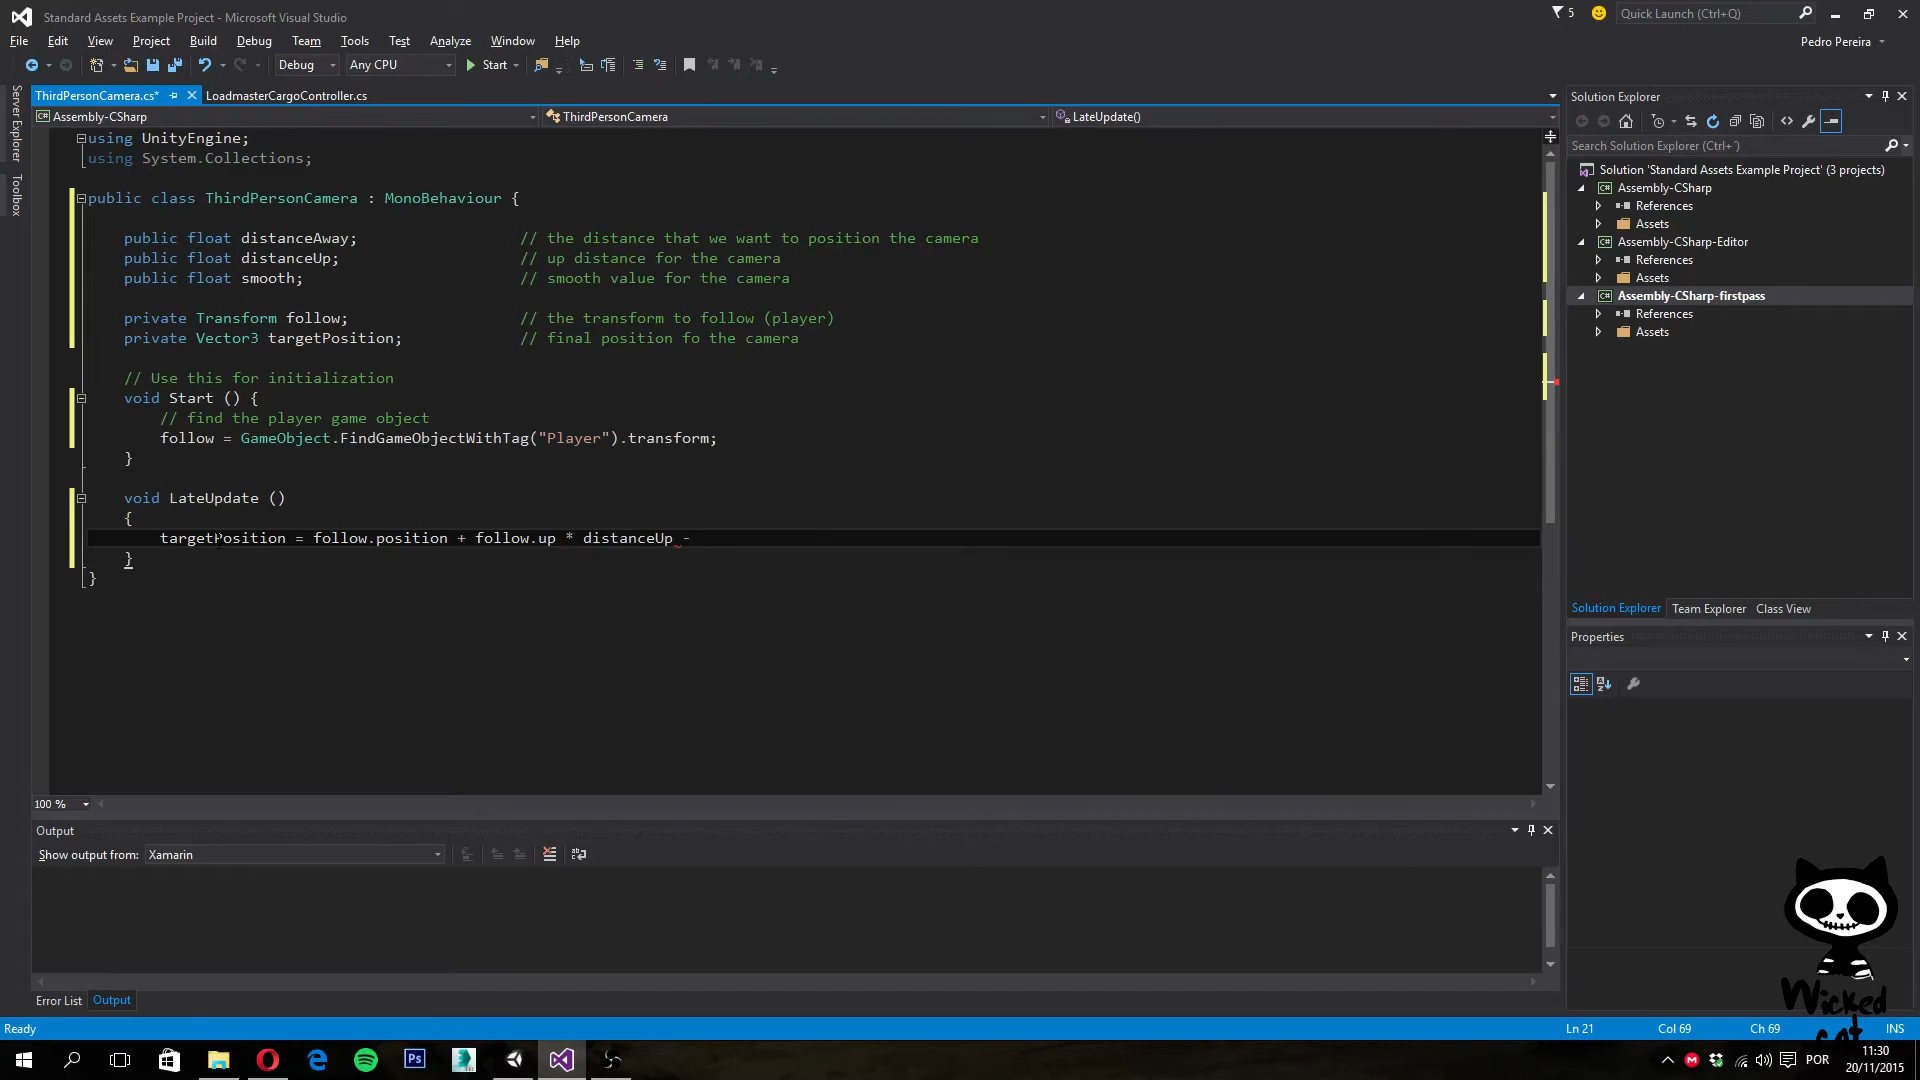 Standard Assets Example Project - Microsoft Visual Studio
5
Quick Launch (Ctrl+Q)
File Edit View Project Build Debug Team Tools Test Analyze Window Help
Pedro Pereira
Debug Any CPU Start
Server Explorer
Toolbox
ThirdPersonCamera.cs* LoadmasterCargoController.cs
Assembly-CSharp ThirdPersonCamera LateUpdate()
using UnityEngine;
using System.Collections;
public class ThirdPersonCamera : MonoBehaviour {
public float distanceAway; // the distance that we want to position the camera
public float distanceUp; // up distance for the camera
public float smooth; // smooth value for the camera
private Transform follow; // the transform to follow (player)
private Vector3 targetPosition; // final position fo the camera
// Use this for initialization
void Start () {
// find the player game object
follow = GameObject.FindGameObjectWithTag("Player").transform;
}
void LateUpdate ()
{
targetPosition = follow.position + follow.up * distanceUp -
}
}
100 %
Output
Show output from: Xamarin
Error List Output
Solution Explorer
Search Solution Explorer (Ctrl+´)
Solution 'Standard Assets Example Project' (3 projects)
Assembly-CSharp
References
Assets
Assembly-CSharp-Editor
References
Assets
Assembly-CSharp-firstpass
References
Assets
Solution Explorer Team Explorer Class View
Properties
Wicked
cat
Ready Ln 21 Col 69 Ch 69 INS
Ps
POR
11:30
20/11/2015